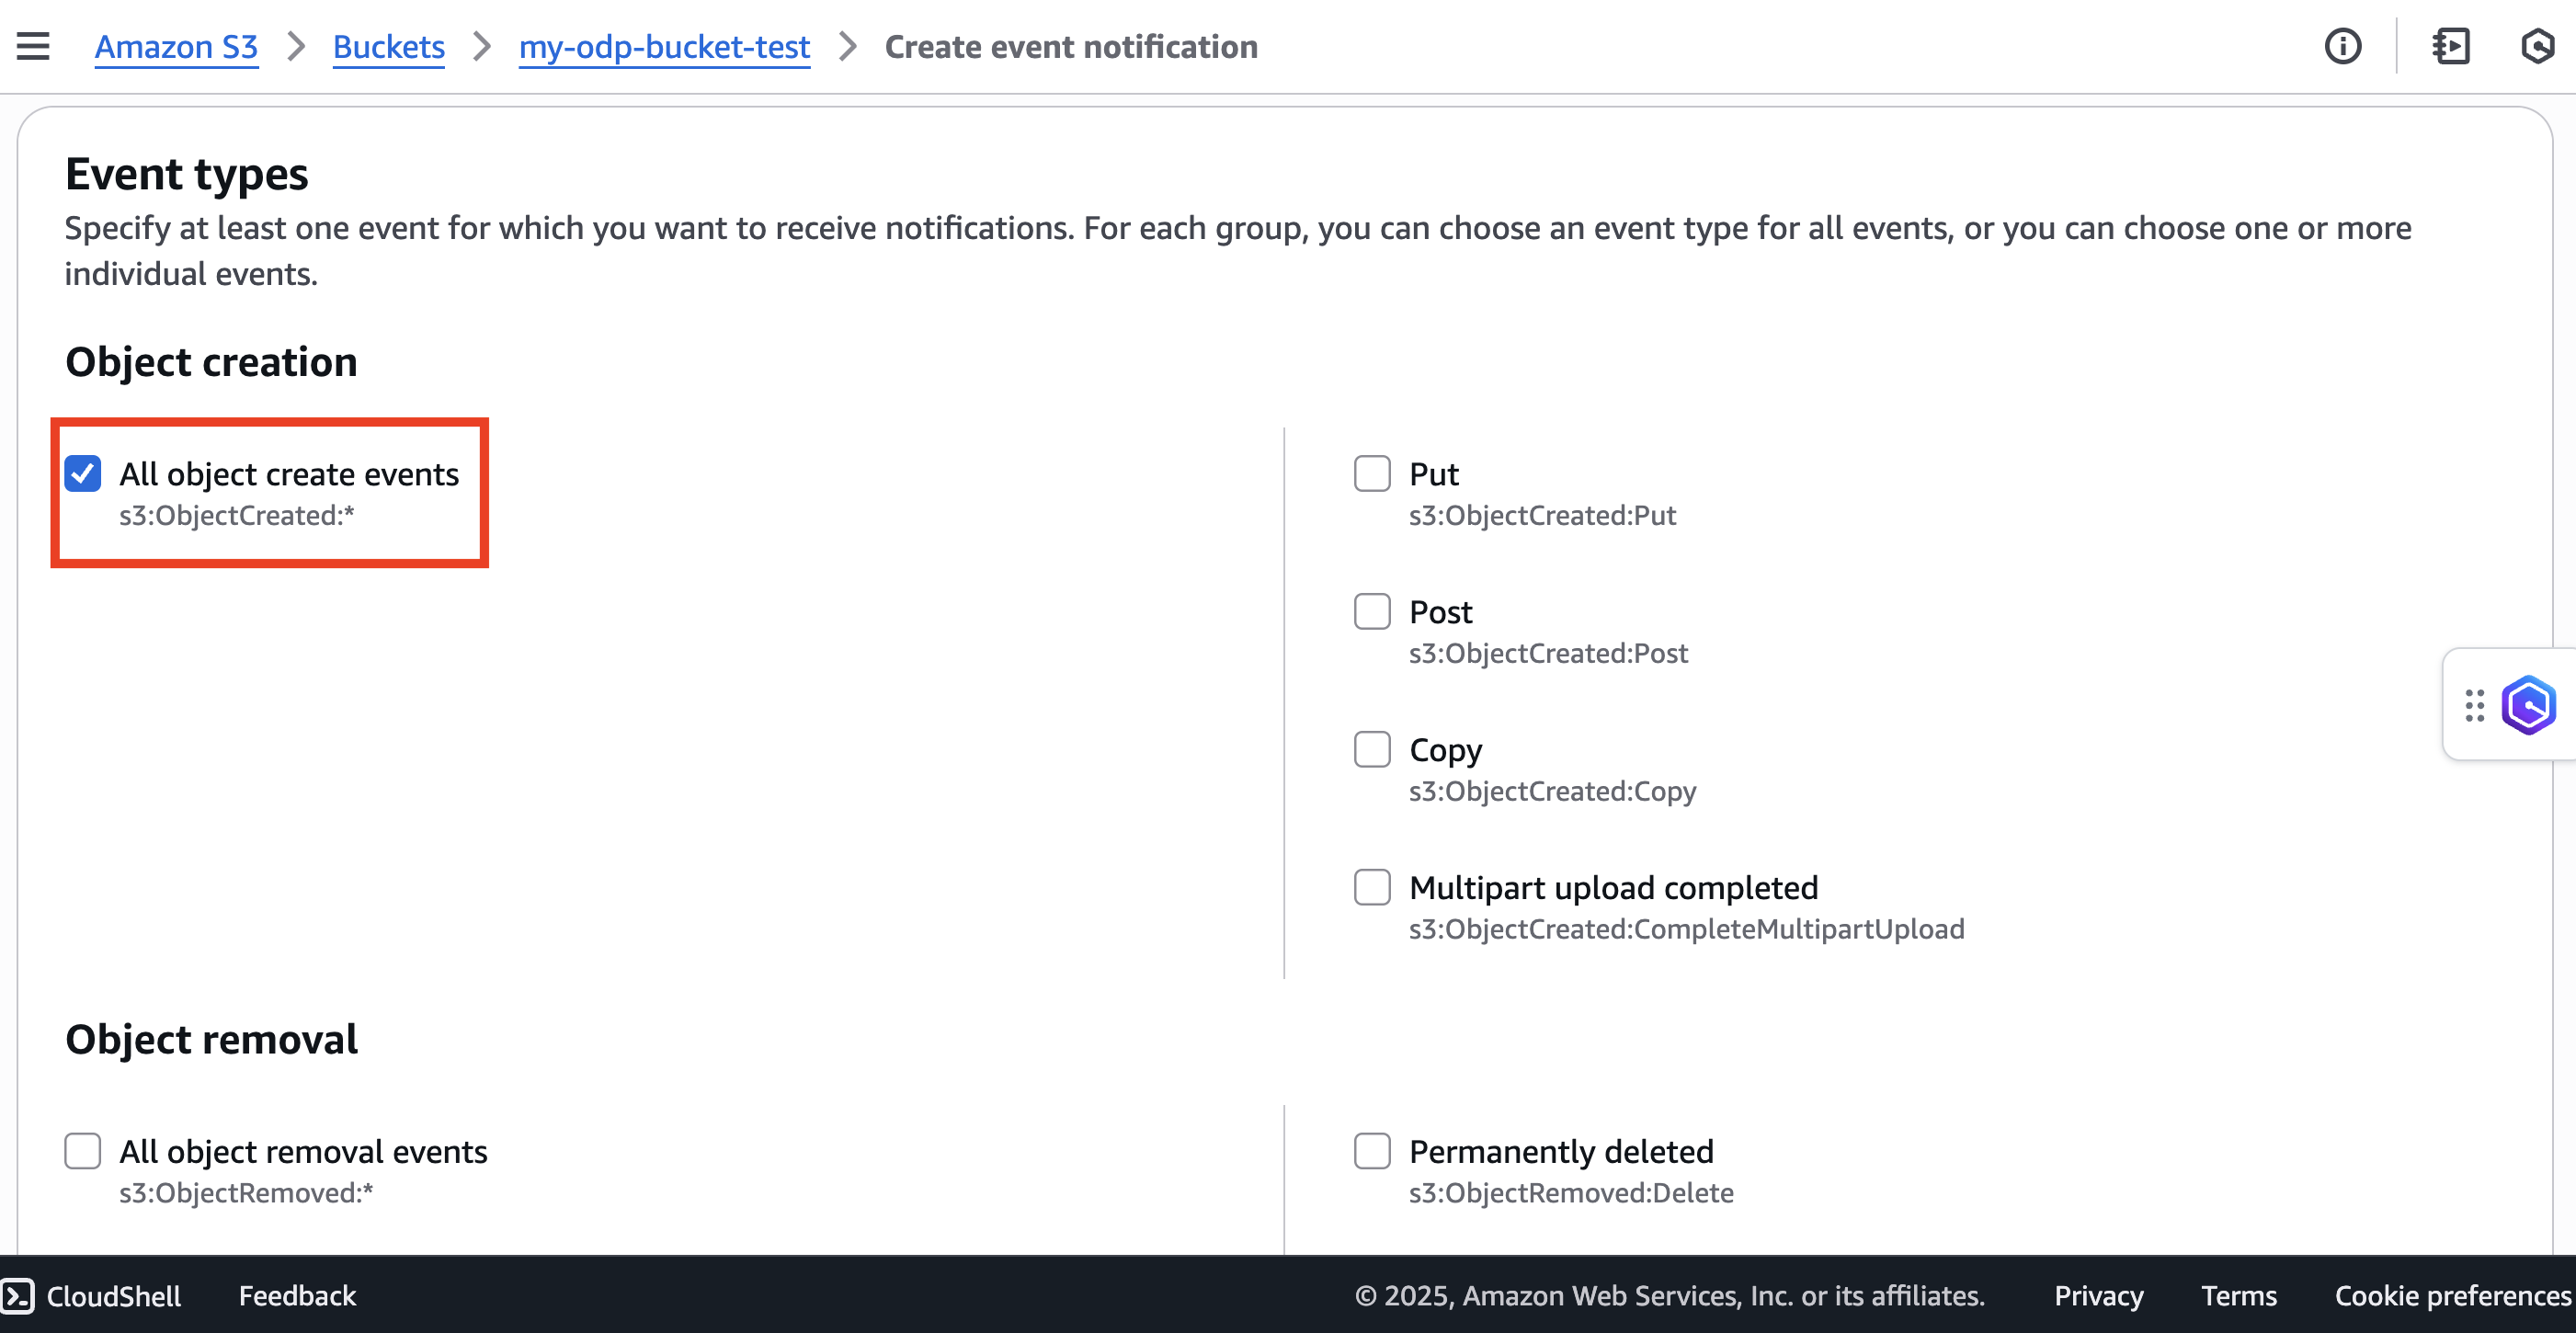 Amazon S3 > Buckets > my-odp-bucket-test > Create event notification
Event types
Specify at least one event for which you want to receive notifications. For each group, you can choose an event type for all events, or you can choose one or more
individual events.
Object creation
All object create events
s3:ObjectCreated:*
Put
s3:ObjectCreated:Put
Post
s3:ObjectCreated:Post
Copy
s3:ObjectCreated:Copy
Multipart upload completed
s3:ObjectCreated:CompleteMultipartUpload
Object removal
All object removal events
s3:ObjectRemoved:*
Permanently deleted
s3:ObjectRemoved:Delete
CloudShell Feedback © 2025, Amazon Web Services, Inc. or its affiliates. Privacy Terms Cookie preferences